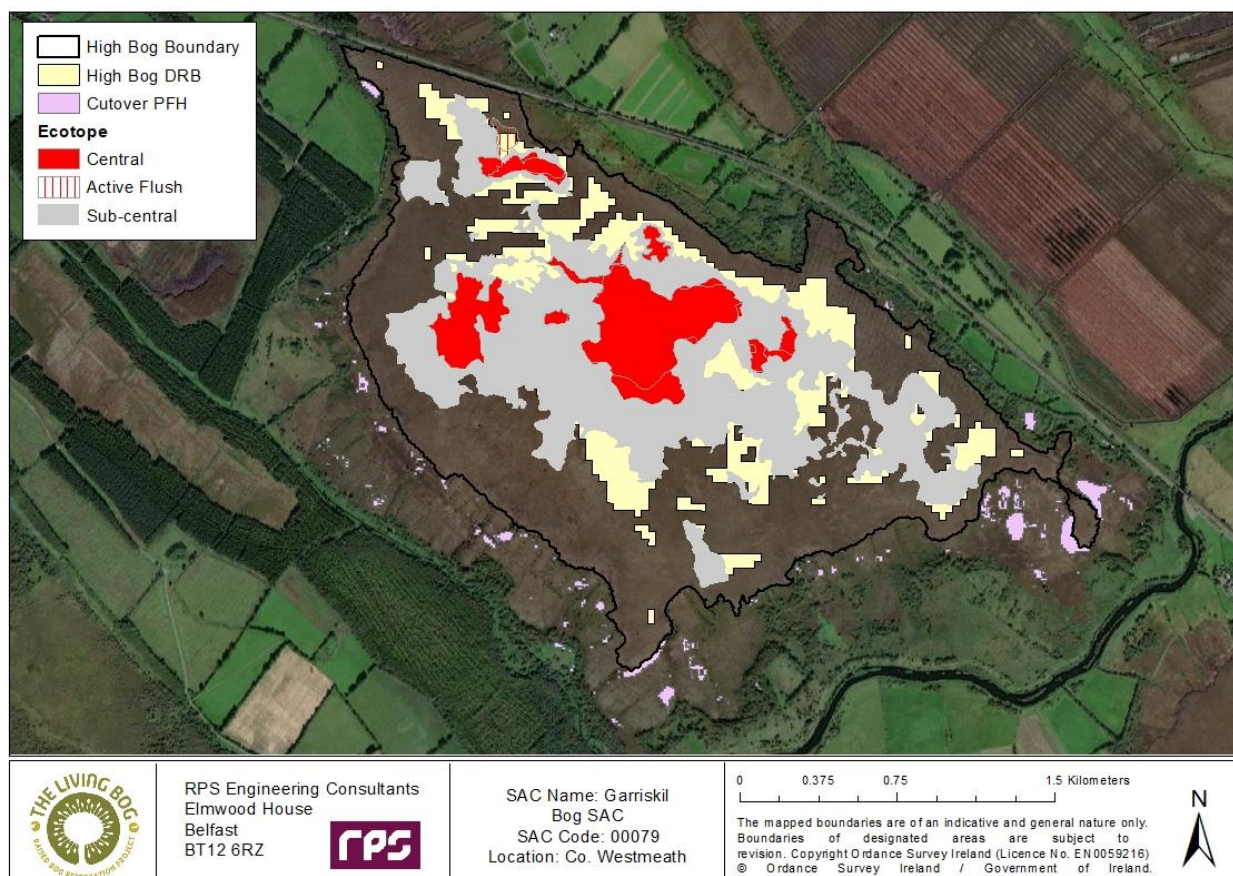 High Bog Boundary
High Bog DRB
Cutover PFH
Ecotope
Central
Active Flush
Sub-central
THE LIVING BOG
RAISED BOG RESTORATION PROJECT
RPS Engineering Consultants
Elmwood House
Belfast
BT12 6RZ
rps
SAC Name: Garriskil
Bog SAC
SAC Code: 00079
Location: Co. Westmeath
0 0.375 0.75 1.5 Kilometers
The mapped boundaries are of an indicative and general nature only.
Boundaries of designated areas are subject to
revision. Copyright Ordnance Survey Ireland (Licence No. EN0059216)
© Ordnance Survey Ireland / Government of Ireland.
N